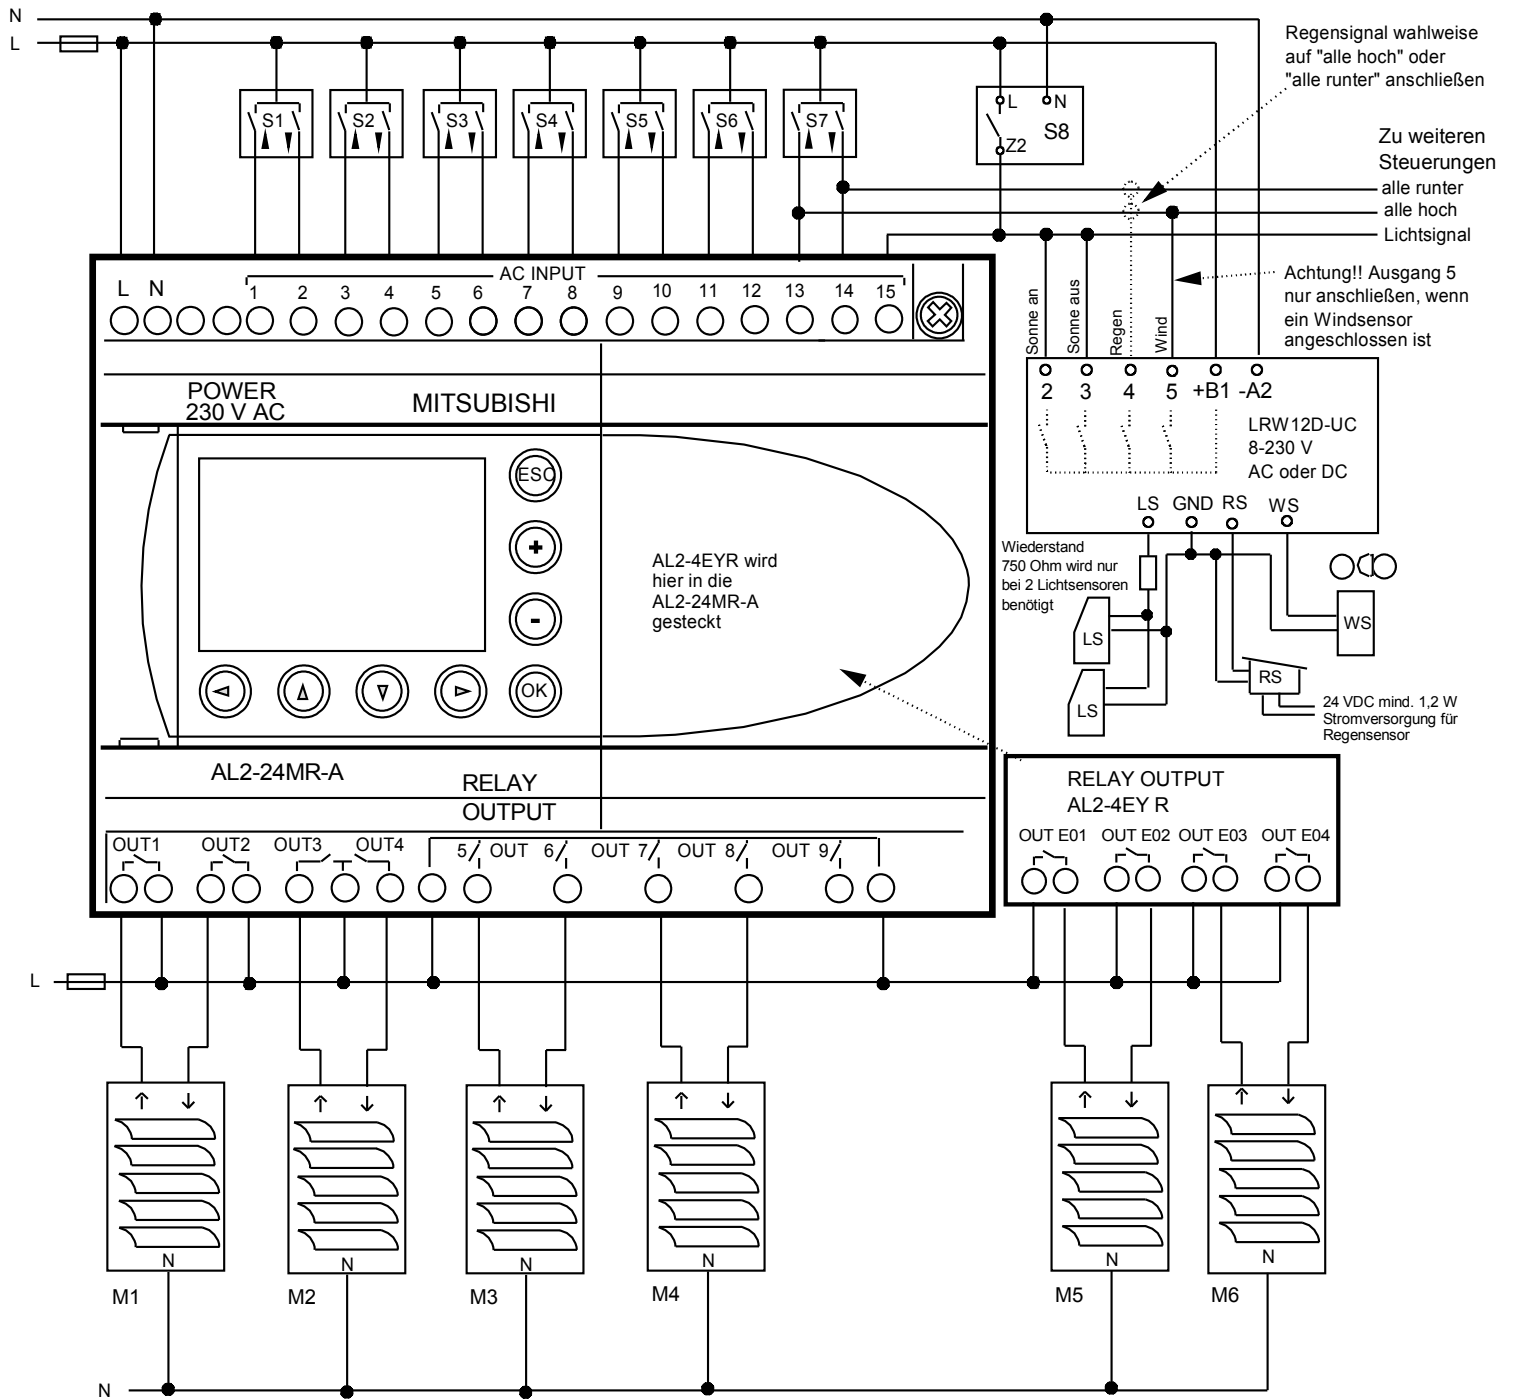 N
L
Regensignal wahlweise
auf "alle hoch" oder
"alle runter" anschließen
S1
S2
S3
S4
S5
S6
S7
L
N
S8
Z2
Zu weiteren
Steuerungen
alle runter
alle hoch
Lichtsignal
AC INPUT
L N 1 2 3 4 5 6 7 8 9 10 11 12 13 14 15
Sonne an
Sonne aus
Regen
Wind
Achtung!! Ausgang 5
nur anschließen, wenn
ein Windsensor
angeschlossen ist
2 3 4 5 +B1 -A2
POWER
230 V AC
MITSUBISHI
LRW12D-UC
8-230 V
AC oder DC
LS GND RS WS
ESC
+
-
OK
AL2-4EYR wird
hier in die
AL2-24MR-A
gesteckt
Wiederstand
750 Ohm wird nur
bei 2 Lichtsensoren
benötigt
LS
LS
WS
RS
24 VDC mind. 1,2 W
Stromversorgung für
Regensensor
AL2-24MR-A
RELAY
OUTPUT
RELAY OUTPUT
AL2-4EY R
OUT1 OUT2 OUT3 OUT4 5 OUT 6 OUT 7 OUT 8 OUT 9
OUT E01 OUT E02 OUT E03 OUT E04
L
N
N
N
N
N
N
M1
M2
M3
M4
M5
M6
N